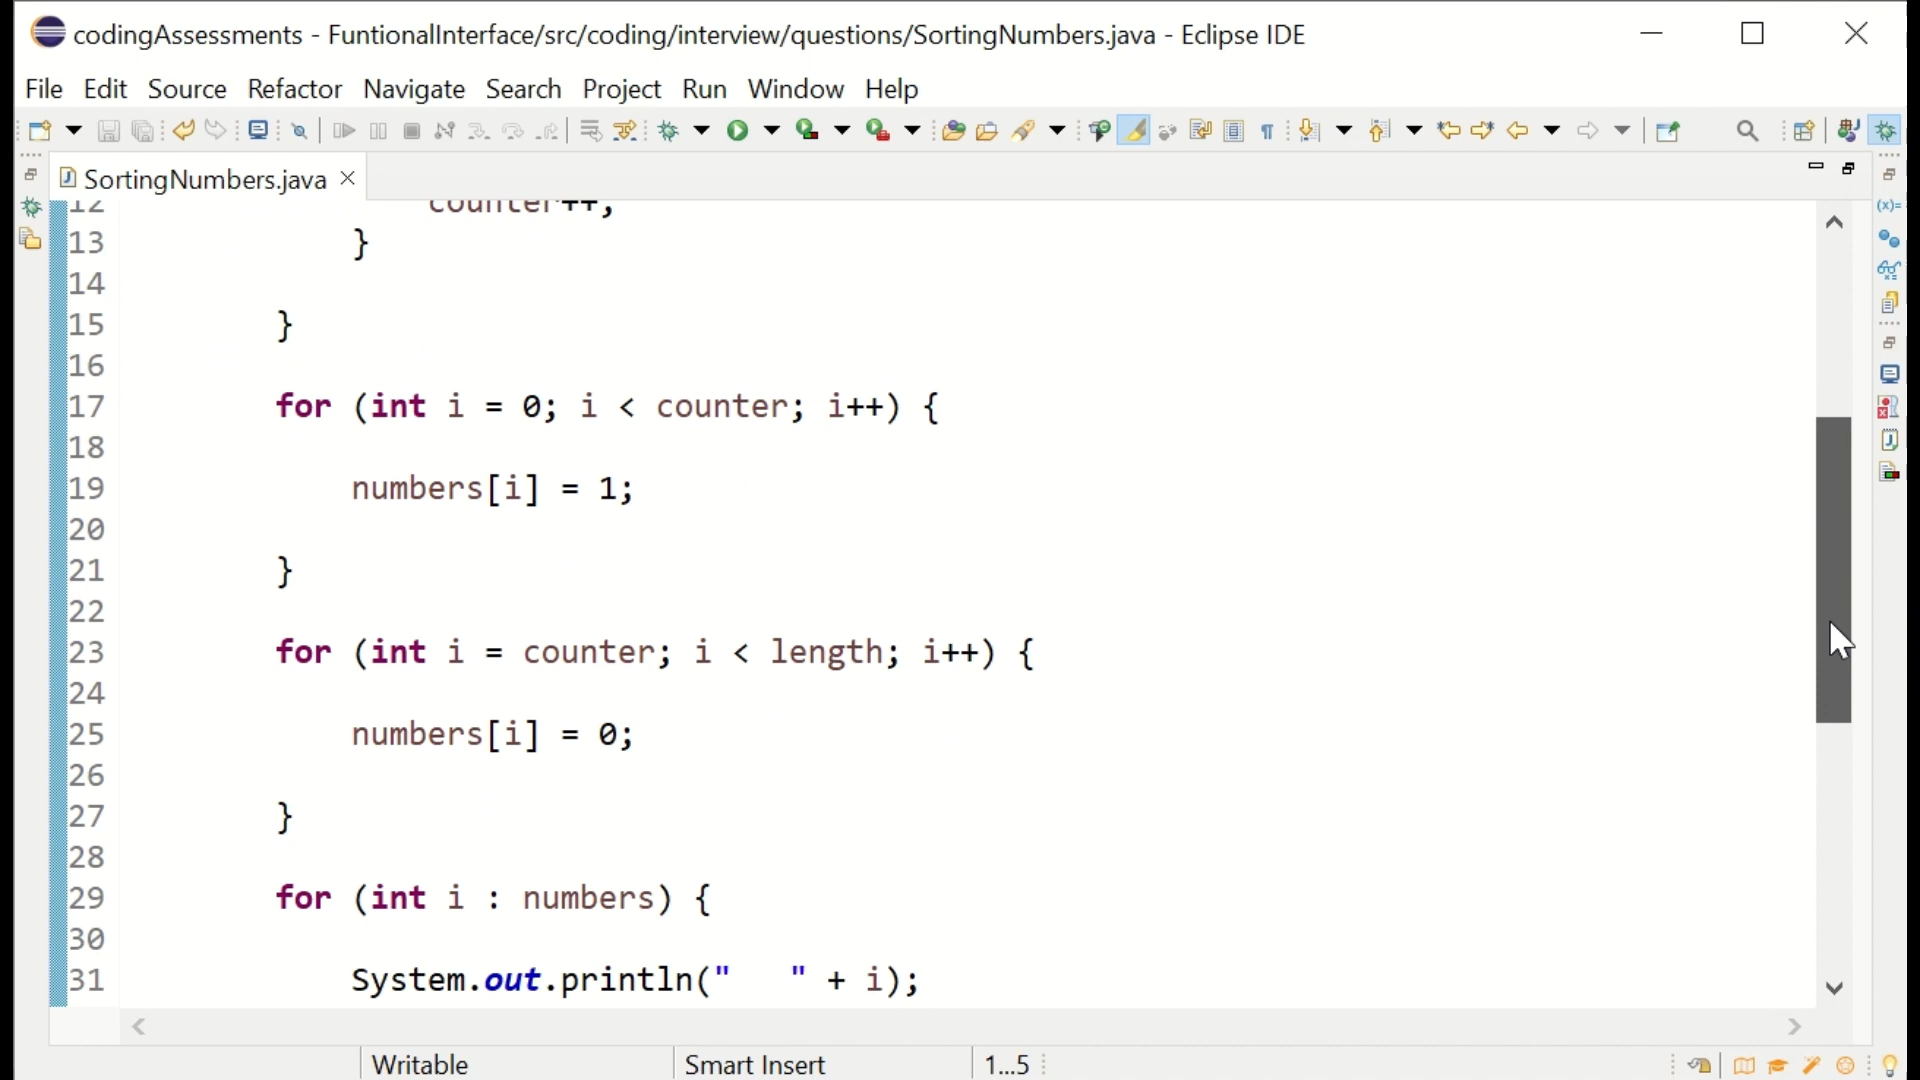 codingAssessments - FuntionalInterface/src/coding/interview/questions/SortingNumbers.java - Eclipse IDE
File Edit Source Refactor Navigate Search Project Run Window Help
SortingNumbers.java
12 counter++;
13 }
14
15 }
16
17 for (int i = 0; i < counter; i++) {
18
19 numbers[i] = 1;
20
21 }
22
23 for (int i = counter; i < length; i++) {
24
25 numbers[i] = 0;
26
27 }
28
29 for (int i : numbers) {
30
31 System.out.println("   " + i);
Writable Smart Insert 1...5